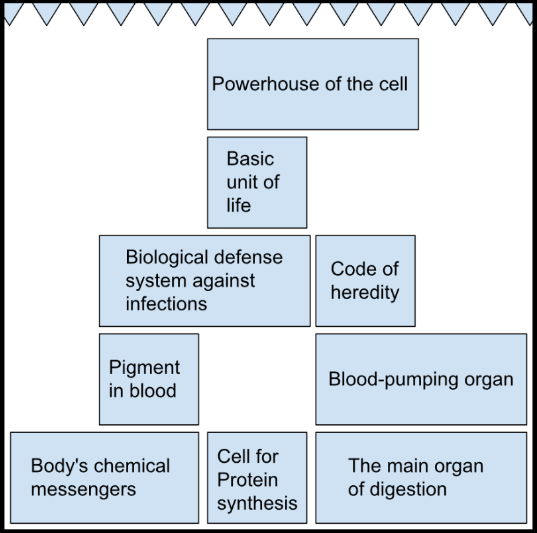 Powerhouse of the cell
Basic
unit of
life
Biological defense
system against
infections
Code of
heredity
Pigment
in blood
Blood-pumping organ
Body's chemical
messengers
Cell for
Protein
synthesis
The main organ
of digestion